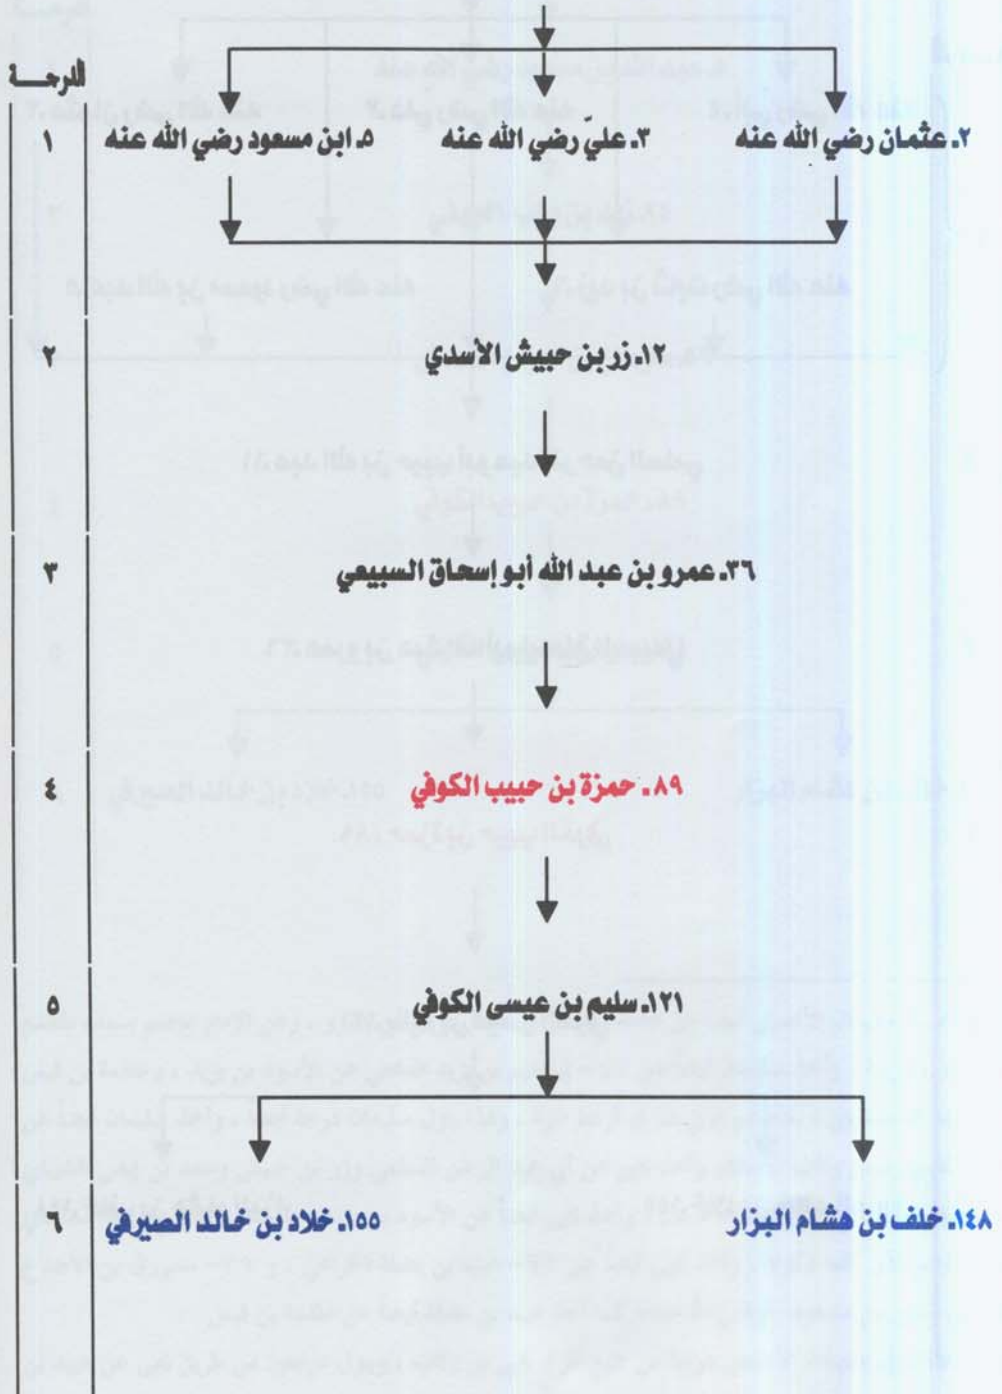 الدرجــة
٢. عثمان رضي الله عنه ٣. عليّ رضي الله عنه ٥. ابن مسعود رضي الله عنه ١
١٢. زر بن حبيش الأسدي ٢
٣٦. عمرو بن عبد الله أبو إسحاق السبيعي ٣
٨٩. حمزة بن حبيب الكوفي ٤
١٢١. سليم بن عيسى الكوفي ٥
١٤٨. خلف بن هشام البزار ١٥٥. خلاد بن خالد الصيرفي ٦